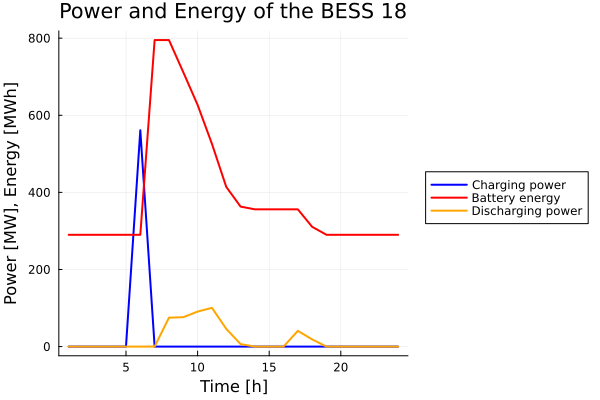 Power and Energy of the BESS 18
Power [MW], Energy [MWh]
800
600
400
200
0
5
10
15
20
Time [h]
Charging power
Battery energy
Discharging power